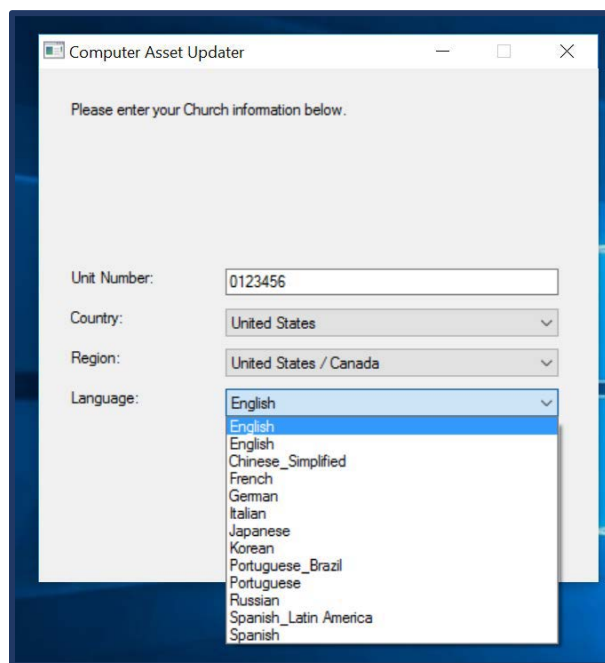 Computer Asset Updater
Please enter your Church information below.
Unit Number: 0123456
Country: United States
Region: United States / Canada
Language: English
English
English
Chinese_Simplified
French
German
Italian
Japanese
Korean
Portuguese_Brazil
Portuguese
Russian
Spanish_Latin America
Spanish